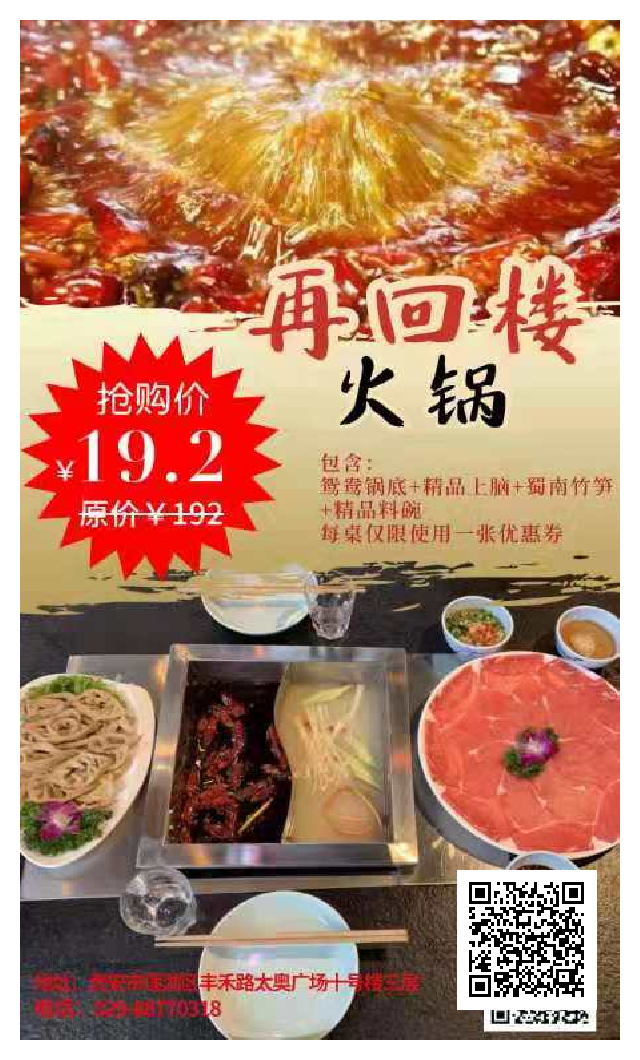 再回楼
火锅
抢购价
¥19.2
原价￥192
包含：
鸳鸯锅底+精品上脑+蜀南竹笋
+精品料碗
每桌仅限使用一张优惠券
地址：西安市莲湖区丰禾路太奥广场十号楼三层
电话：029-88770318